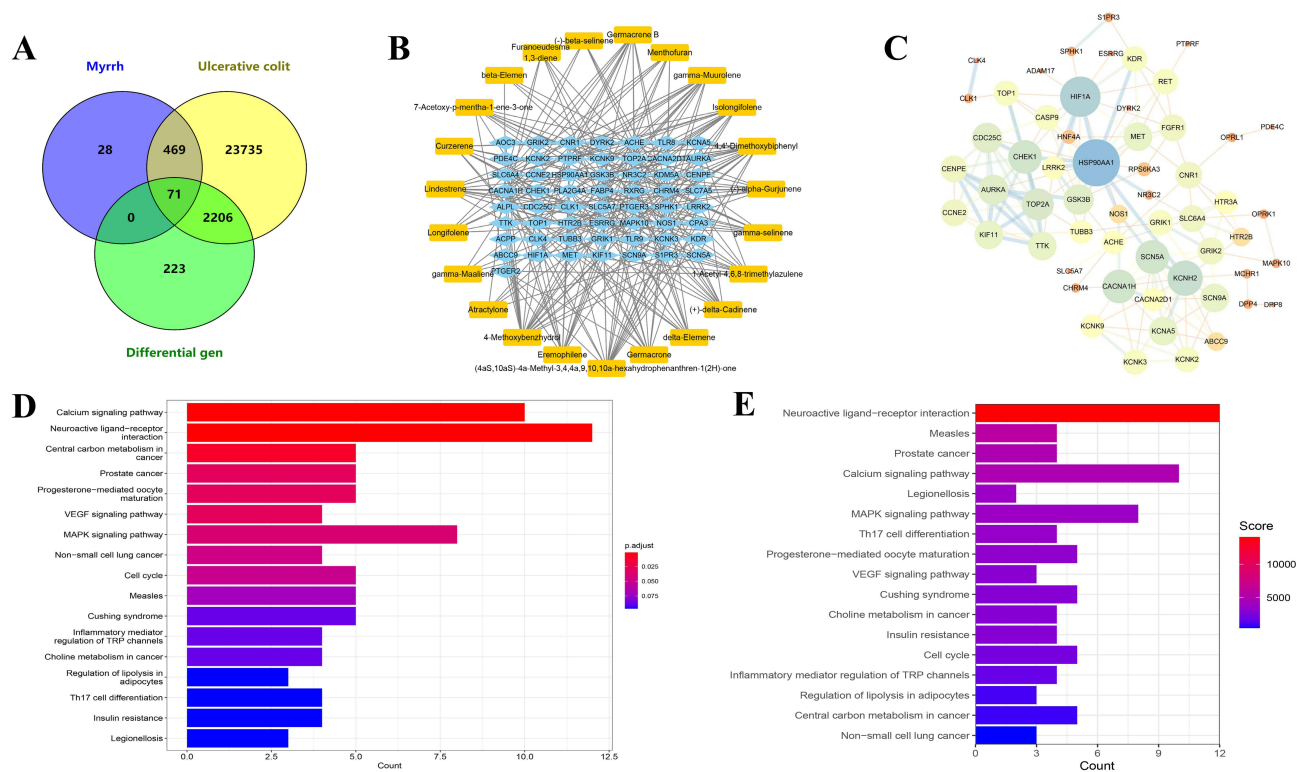 A
Myrrh
Ulcerative colit
28
469
23735
71
0
2206
223
Differential gen
B
Germacrene B
(-)-beta-selinene
Menthofuran
Furanoeudesma
1,3-diene
beta-Elemen
gamma-Muurolene
7-Acetoxy-p-mentha-1-ene-3-one
Isolongifolene
Curzerene
4,4'-Dimethoxybiphenyl
Lindestrene
(-)-alpha-Gurjunene
Longifolene
gamma-selinene
gamma-Maaliene
1-Acetyl-4,6,8-trimethylazulene
Atractylone
(+)-delta-Cadinene
4-Methoxybenzhydrol
delta-Elemene
Eremophilene
Germacrone
(4aS,10aS)-4a-Methyl-3,4,4a,9,10,10a-hexahydrophenanthren-1(2H)-one
AOC3 GRIK2 CNR1 DYRK2 ACHE TLR8 KCNA5
PDE4C KCNK2 PTPRF KCNK9 TOP2A CACNA2D1 AURKA
SLC6A4 CCNE2 HSP90AA1 GSK3B NR3C2 KDM5A CENPE
CACNA1H CHEK1 PLA2G4A FABP4 RXRG CHRM4 SLC7A5
ALPL CDC25C CLK1 SLC5A7 PTGER3 SPHK1 LRRK2
TTK TOP1 HTR2B ESRRG MAPK10 NOS1 CPA3
ACPP CLK4 TUBB3 GRIK1 TLR9 KCNK3 KDR
ABCC9 HIF1A MET KIF11 SCN9A S1PR3 SCN5A
PTGER2
C
S1PR3
SPHK1
ESRRG
PTPRF
KDR
CLK4
ADAM17
RET
CLK1
TOP1
HIF1A
DYRK2
CASP9
FGFR1
PDE4C
CDC25C
HNF4A
MET
OPRL1
CHEK1
HSP90AA1
CENPE
LRRK2
RPS6KA3
CNR1
AURKA
NR3C2
GSK3B
HTR3A
TOP2A
CCNE2
NOS1
GRIK1
SLC6A4
OPRK1
KIF11
TUBB3
HTR2B
TTK
ACHE
GRIK2
SCN5A
MAPK10
SLC5A7
KCNH2
MCHR1
CHRM4
CACNA1H
CACNA2D1
SCN9A
DPP4
DPP8
KCNK9
KCNA5
ABCC9
KCNK3
KCNK2
D
Calcium signaling pathway
Neuroactive ligand−receptor
interaction
Central carbon metabolism in
cancer
Prostate cancer
Progesterone−mediated oocyte
maturation
VEGF signaling pathway
MAPK signaling pathway
Non−small cell lung cancer
Cell cycle
Measles
Cushing syndrome
Inflammatory mediator
regulation of TRP channels
Choline metabolism in cancer
Regulation of lipolysis in
adipocytes
Th17 cell differentiation
Insulin resistance
Legionellosis
0.0 2.5 5.0 7.5 10.0 12.5
Count
p.adjust
0.025
0.050
0.075
E
Neuroactive ligand−receptor interaction
Measles
Prostate cancer
Calcium signaling pathway
Legionellosis
MAPK signaling pathway
Th17 cell differentiation
Progesterone−mediated oocyte maturation
VEGF signaling pathway
Cushing syndrome
Choline metabolism in cancer
Insulin resistance
Cell cycle
Inflammatory mediator regulation of TRP channels
Regulation of lipolysis in adipocytes
Central carbon metabolism in cancer
Non−small cell lung cancer
0 3 6 9 12
Count
Score
10000
5000